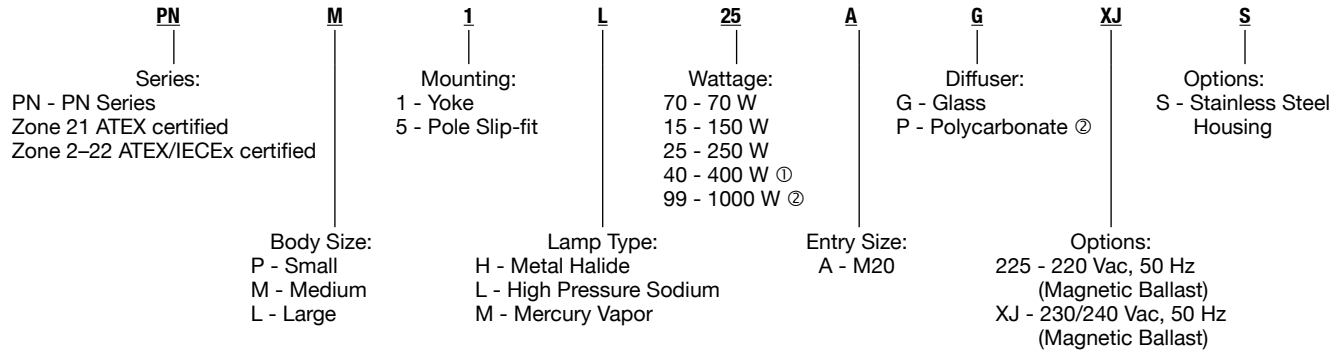 PN M 1 L 25 A G XJ S
Series:
PN - PN Series
Zone 21 ATEX certified
Zone 2–22 ATEX/IECEx certified
Mounting:
1 - Yoke
5 - Pole Slip-fit
Wattage:
70 - 70 W
15 - 150 W
25 - 250 W
40 - 400 W ①
99 - 1000 W ②
Diffuser:
G - Glass
P - Polycarbonate ②
Options:
S - Stainless Steel
Housing
Body Size:
P - Small
M - Medium
L - Large
Lamp Type:
H - Metal Halide
L - High Pressure Sodium
M - Mercury Vapor
Entry Size:
A - M20
Options:
225 - 220 Vac, 50 Hz
(Magnetic Ballast)
XJ - 230/240 Vac, 50 Hz
(Magnetic Ballast)